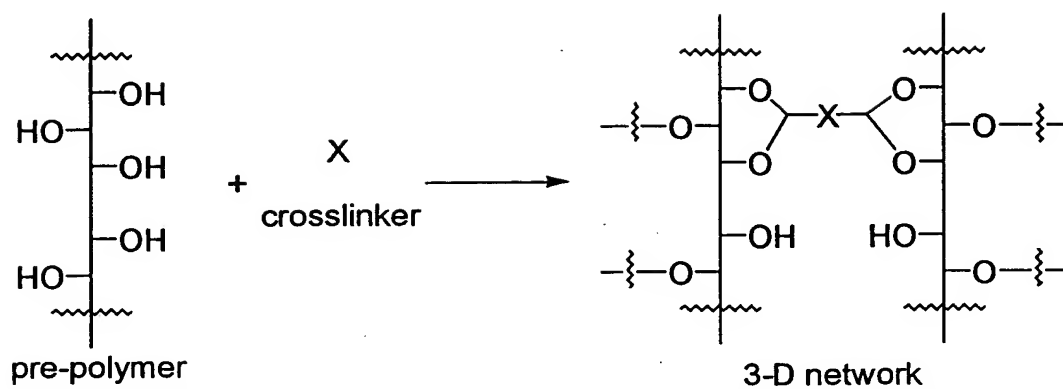 OH
HO
OH
OH
HO
pre-polymer
+
X
crosslinker
O
O
O
OH
O
X
O
O
O
HO
O
3-D network